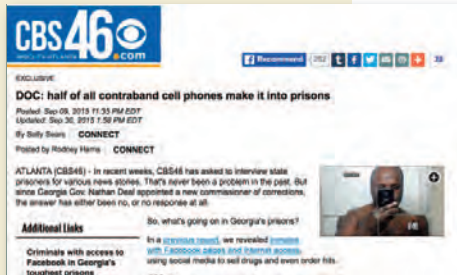 CBS46
.com
EXCLUSIVE
Recommend 252
DOC: half of all contraband cell phones make it into prisons
Posted: Sep 09, 2015 11:35 PM EDT
Updated: Sep 30, 2015 1:58 PM EDT
By Sally Sears CONNECT
Posted by Rodney Harris CONNECT
ATLANTA (CBS46) - In recent weeks, CBS46 has asked to interview state
prisoners for various news stories. That's never been a problem in the past. But
since Georgia Gov. Nathan Deal appointed a new commissioner of corrections,
the answer has either been no, or no response at all.
So, what's going on in Georgia's prisons?
Additional Links
In a previous report, we revealed inmates
with Facebook pages and Internet access,
using social media to sell drugs and even order hits.
Criminals with access to
Facebook in Georgia's
toughest prisons